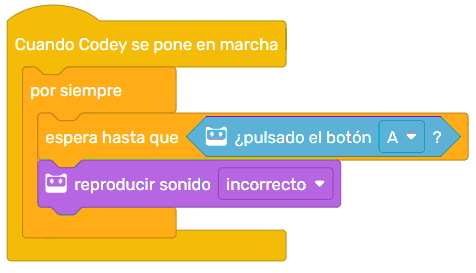 Cuando Codey se pone en marcha
por siempre
espera hasta que ¿pulsado el botón A ?
reproducir sonido incorrecto